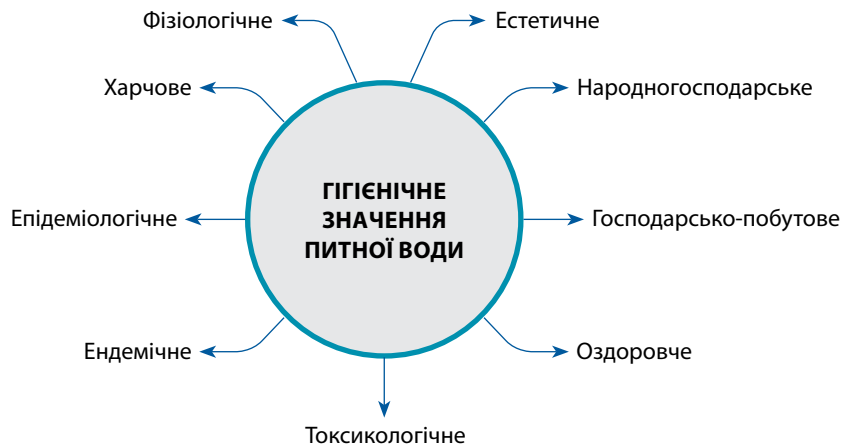 Фізіологічне
Естетичне
Харчове
Народногосподарське
ГІГІЄНІЧНЕ
ЗНАЧЕННЯ
ПИТНОЇ ВОДИ
Епідеміологічне
Господарсько-побутове
Ендемічне
Оздоровче
Токсикологічне